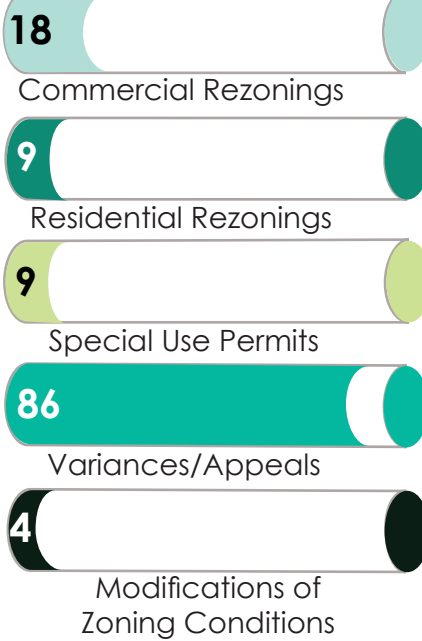 18
Commercial Rezonings
9
Residential Rezonings
9
Special Use Permits
86
Variances/Appeals
4
Modifications of
Zoning Conditions